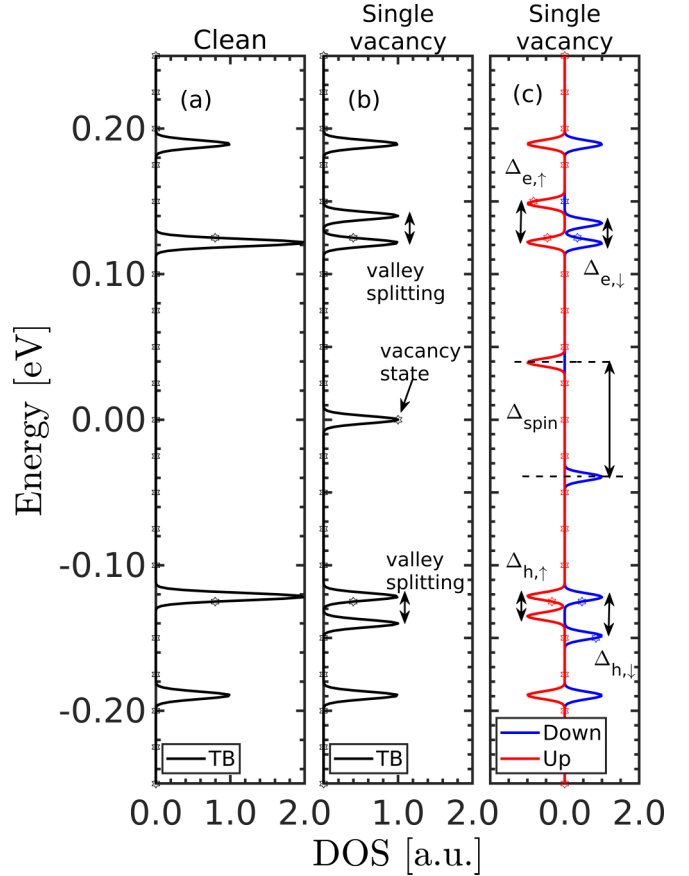 Clean
Single
vacancy
Single
vacancy
(a)
(b)
(c)
0.20
0.10
0.00
-0.10
-0.20
Energy [eV]
valley
splitting
vacancy
state
valley
splitting
Δe,↑
Δe,↓
Δspin
Δh,↑
Δh,↓
TB
TB
Down
Up
0.0 1.0 2.0
0.0 1.0 2.0
0.0 2.0
DOS [a.u.]